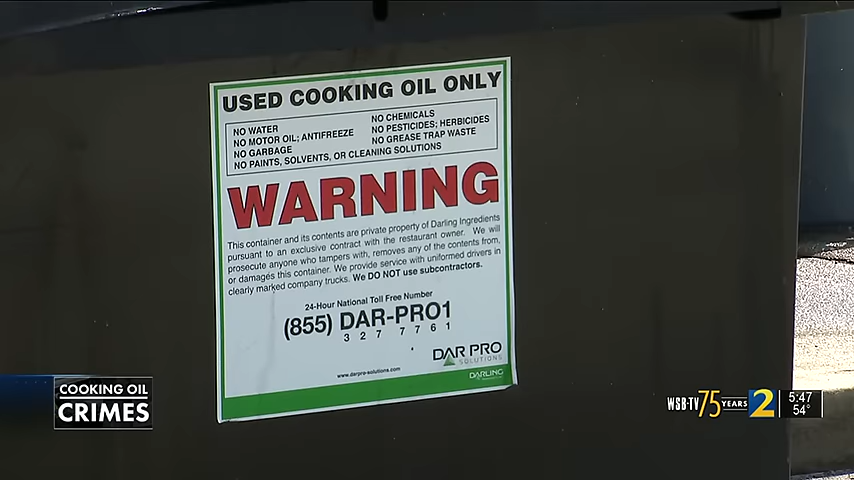 USED COOKING OIL ONLY
NO WATER
NO MOTOR OIL; ANTIFREEZE
NO GARBAGE
NO PAINTS, SOLVENTS, OR CLEANING SOLUTIONS
NO CHEMICALS
NO PESTICIDES; HERBICIDES
NO GREASE TRAP WASTE
WARNING
This container and its contents are private property of Darling Ingredients
pursuant to an exclusive contract with the restaurant owner. We will
prosecute anyone who tampers with, removes any of the contents from,
or damages this container. We provide service with uniformed drivers in
clearly marked company trucks. We DO NOT use subcontractors.
24-Hour National Toll Free Number
(855) DAR-PRO1
3 2 7 7 7 6 1
DAR PRO
SOLUTIONS
www.darpro-solutions.com
DARLING
COOKING OIL
CRIMES
WSB-TV 75 YEARS 2
5:47
54°